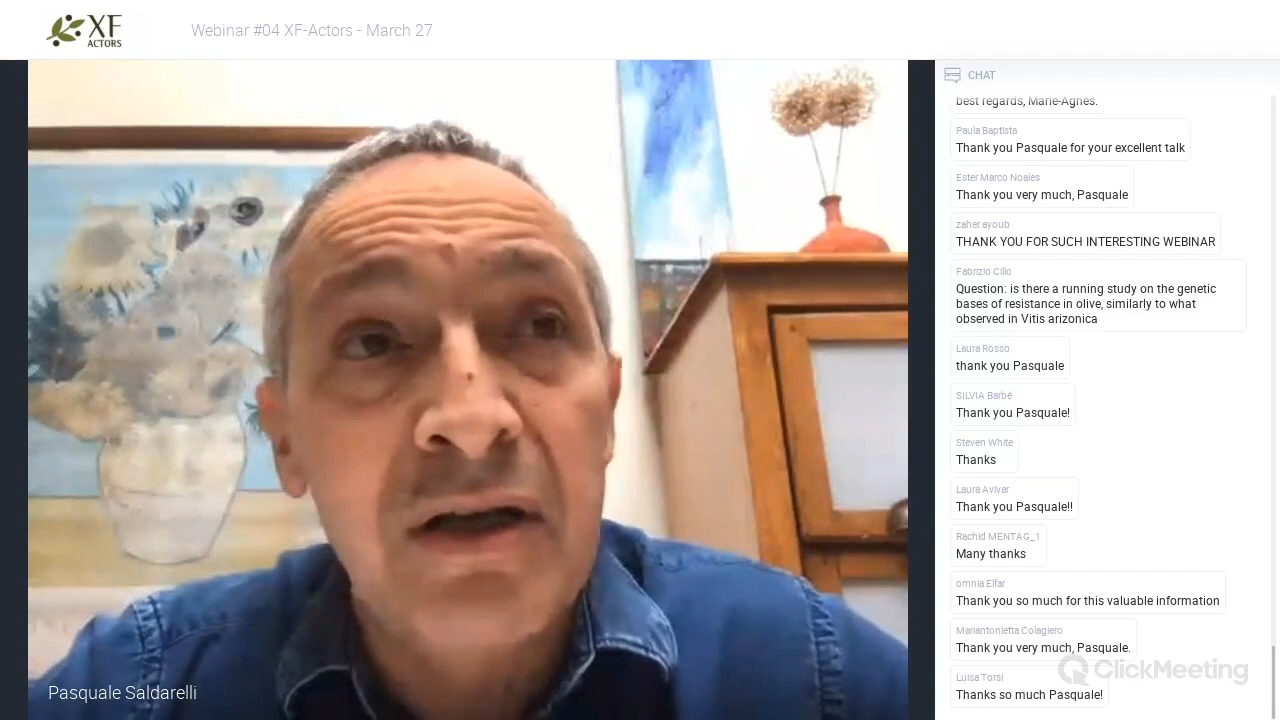 XF
ACTORS
Webinar #04 XF-Actors - March 27
CHAT
best regards, Marie-Agnes.
Paula Baptista
Thank you Pasquale for your excellent talk
Ester Marco Noales
Thank you very much, Pasquale
zaher ayoub
THANK YOU FOR SUCH INTERESTING WEBINAR
Fabrizio Cillo
Question: is there a running study on the genetic
bases of resistance in olive, similarly to what
observed in Vitis arizonica
Laura Rosso
thank you Pasquale
SILVIA Barbé
Thank you Pasquale!
Steven White
Thanks
Laura Avivar
Thank you Pasquale!!
Rachid MENTAG_1
Many thanks
omnia Elfar
Thank you so much for this valuable information
Mariantonietta Colagiero
Thank you very much, Pasquale.
Luisa Torsi
Thanks so much Pasquale!
ClickMeeting
Pasquale Saldarelli